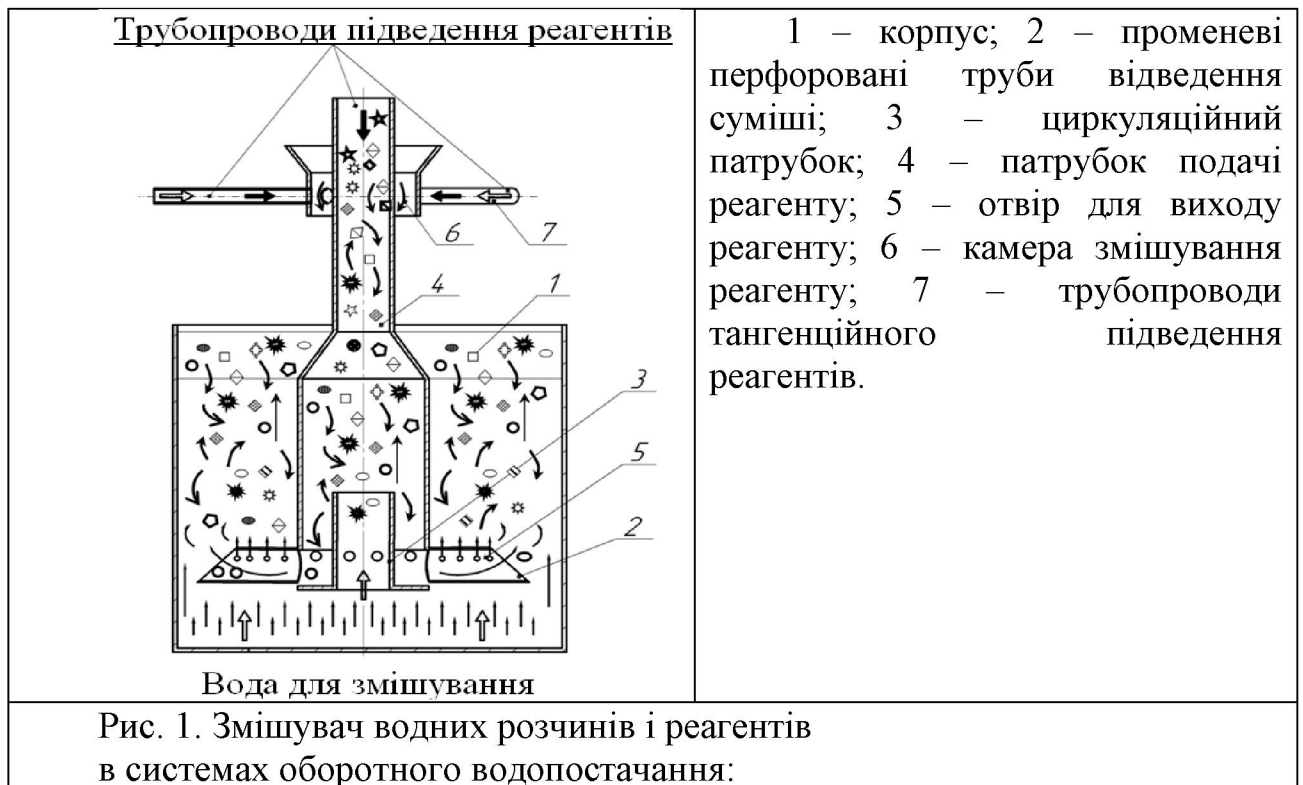 Трубопроводи підведення реагентів
6
7
4
1
3
5
2
Вода для змішування
1 – корпус; 2 – променеві
перфоровані труби відведення
суміші; 3 – циркуляційний
патрубок; 4 – патрубок подачі
реагенту; 5 – отвір для виходу
реагенту; 6 – камера змішування
реагенту; 7 – трубопроводи
тангенційного підведення
реагентів.
Рис. 1. Змішувач водних розчинів і реагентів
в системах оборотного водопостачання: